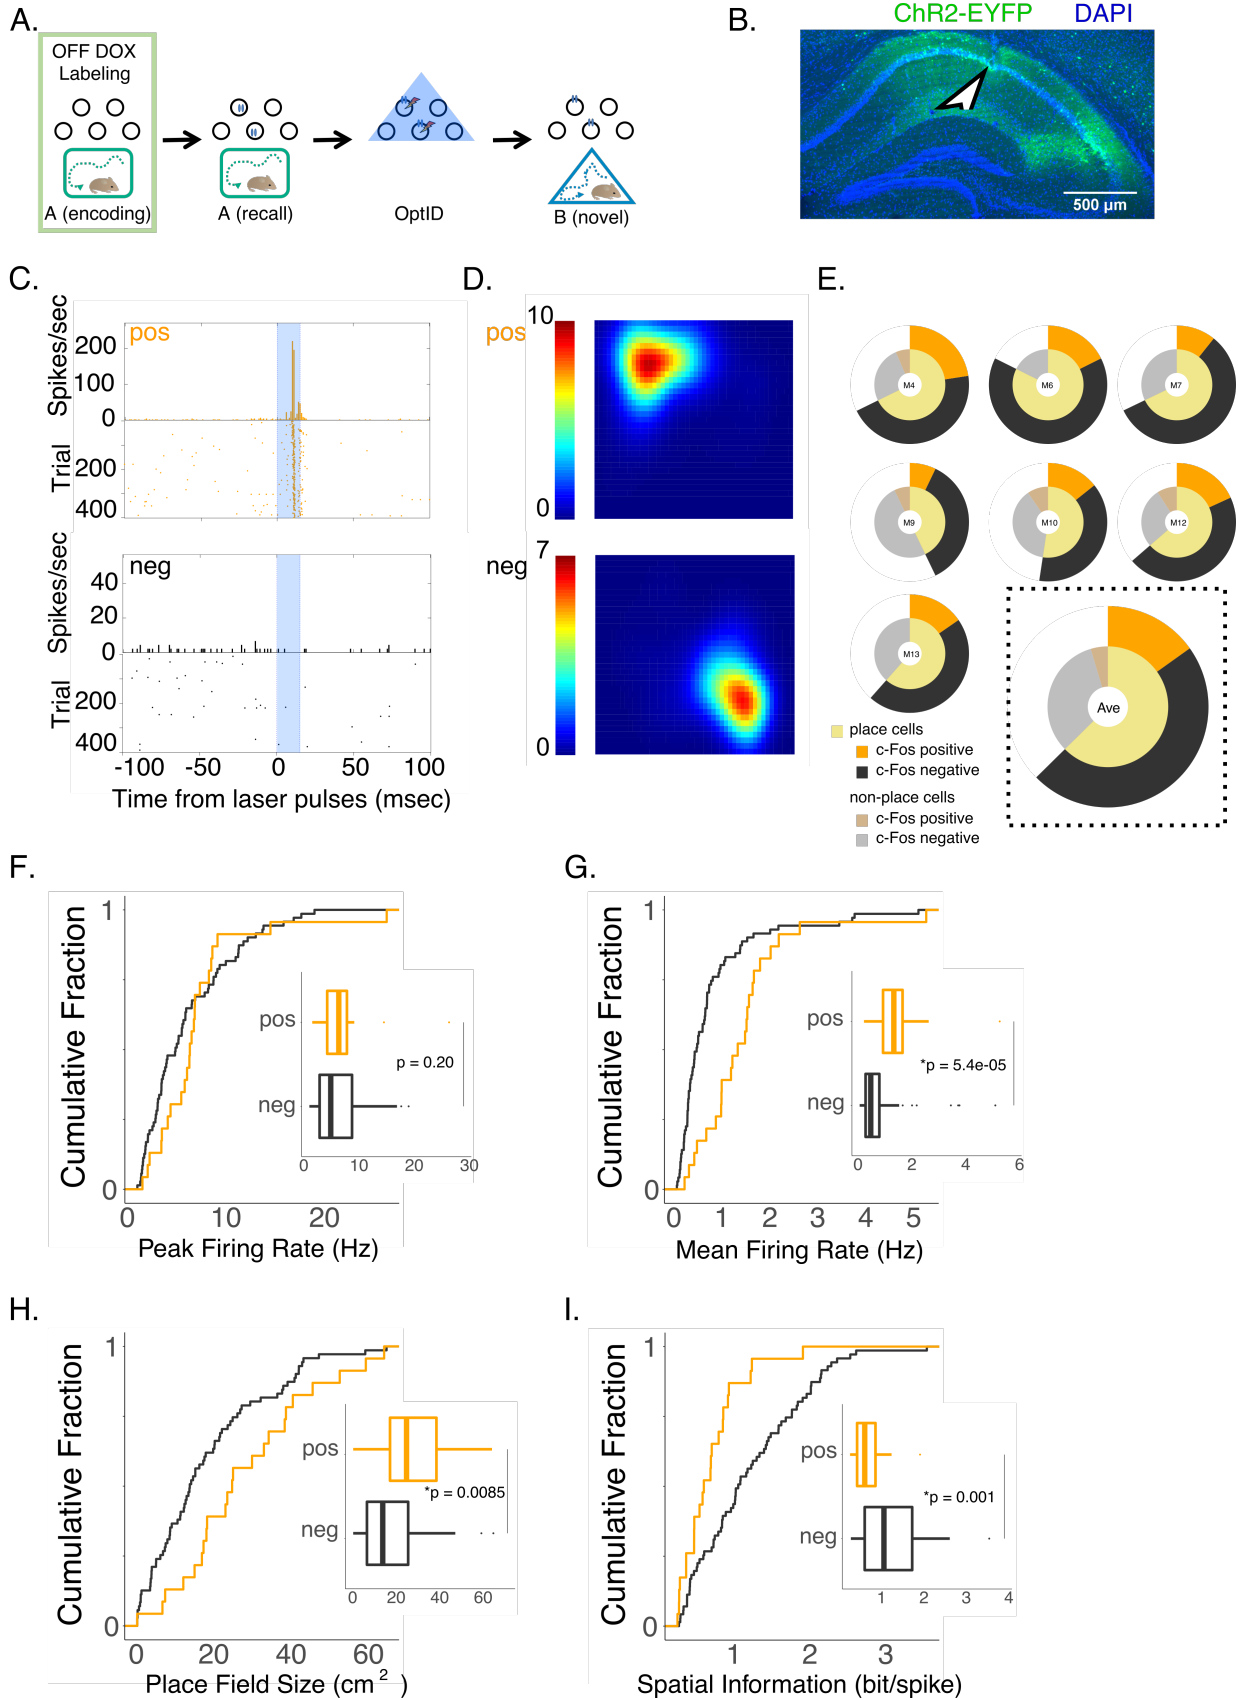 A.
OFF DOX
Labeling
A (encoding)
A (recall)
OptID
B (novel)
B.
ChR2-EYFP DAPI
500 µm
C.
pos
Spikes/sec
200
100
0
Trial
200
400
neg
Spikes/sec
40
20
0
Trial
0
200
400
-100 -50 0 50 100
Time from laser pulses (msec)
D.
pos
10
0
neg
7
0
E.
M4
M6
M7
M9
M10
M12
M13
Ave
place cells
c-Fos positive
c-Fos negative
non-place cells
c-Fos positive
c-Fos negative
F.
Cumulative Fraction
1
0
0 10 20
Peak Firing Rate (Hz)
pos
neg
p = 0.20
0 10 20 30
G.
Cumulative Fraction
1
0
0 1 2 3 4 5
Mean Firing Rate (Hz)
pos
neg
*p = 5.4e-05
0 2 4 6
H.
Cumulative Fraction
1
0
0 20 40 60
Place Field Size (cm²)
pos
neg
*p = 0.0085
0 20 40 60
I.
Cumulative Fraction
1
0
1 2 3
Spatial Information (bit/spike)
pos
neg
*p = 0.001
1 2 3 4